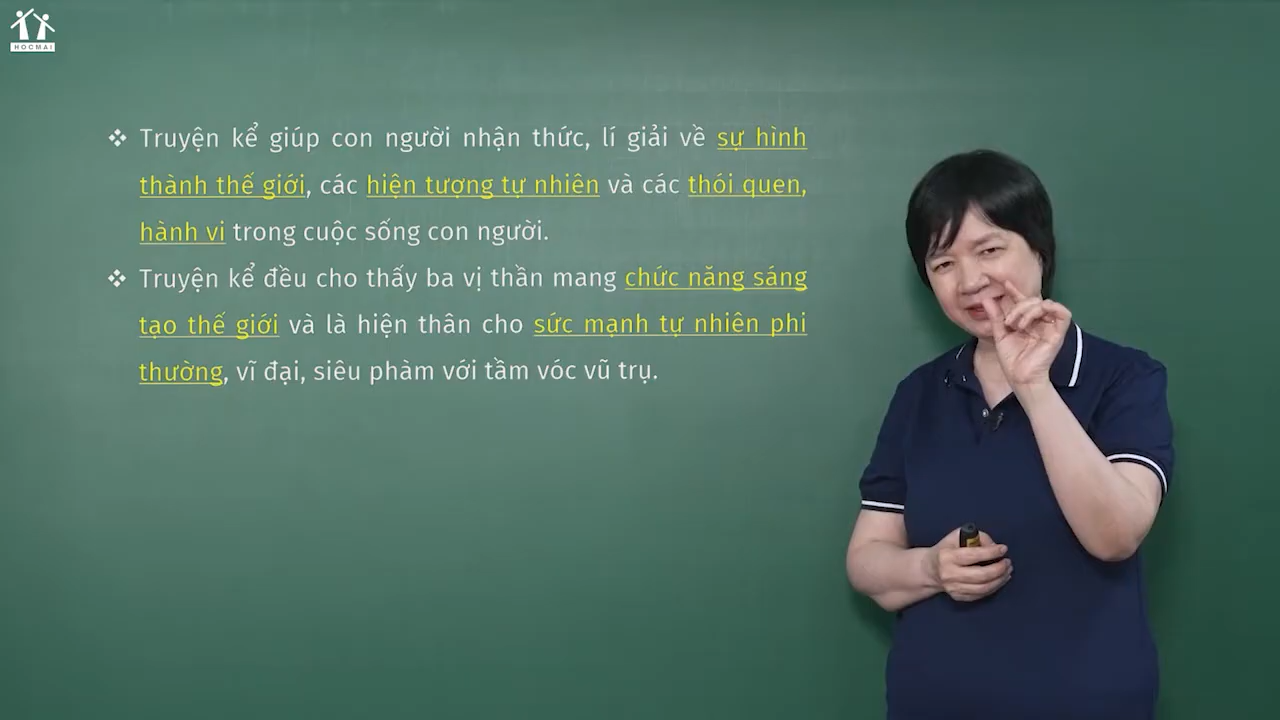 HOCMAI
❖ Truyện kể giúp con người nhận thức, lí giải về sự hình
thành thế giới, các hiện tượng tự nhiên và các thói quen,
hành vi trong cuộc sống con người.
❖ Truyện kể đều cho thấy ba vị thần mang chức năng sáng
tạo thế giới và là hiện thân cho sức mạnh tự nhiên phi
thường, vĩ đại, siêu phàm với tầm vóc vũ trụ.